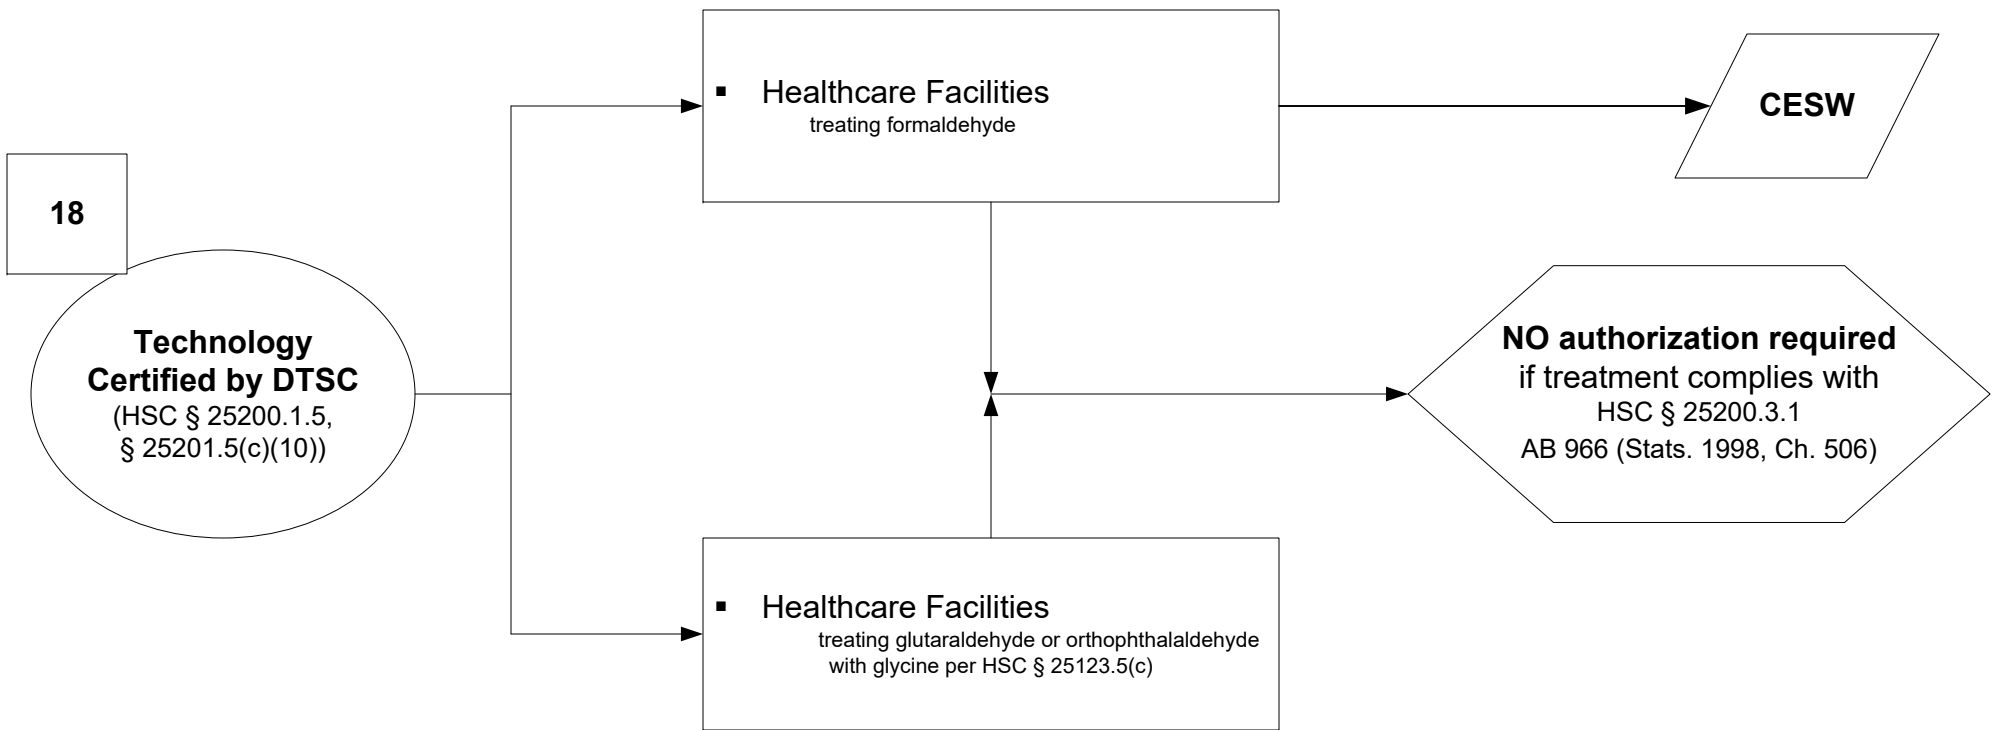 18
Technology
Certified by DTSC
(HSC § 25200.1.5,
§ 25201.5(c)(10))
▪ Healthcare Facilities
treating formaldehyde
CESW
▪ Healthcare Facilities
treating glutaraldehyde or orthophthalaldehyde
with glycine per HSC § 25123.5(c)
NO authorization required
if treatment complies with
HSC § 25200.3.1
AB 966 (Stats. 1998, Ch. 506)